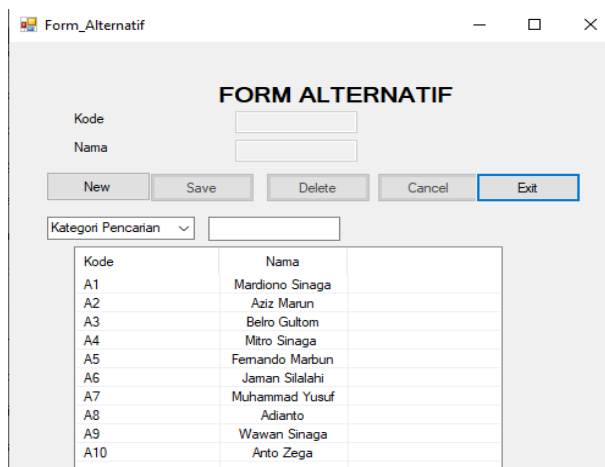 Form_Alternatif
FORM ALTERNATIF
Kode
Nama
New Save Delete Cancel Exit
Kategori Pencarian
Kode Nama
A1 Mardiono Sinaga
A2 Aziz Marun
A3 Belro Gultom
A4 Mitro Sinaga
A5 Fernando Marbun
A6 Jaman Silalahi
A7 Muhammad Yusuf
A8 Adianto
A9 Wawan Sinaga
A10 Anto Zega